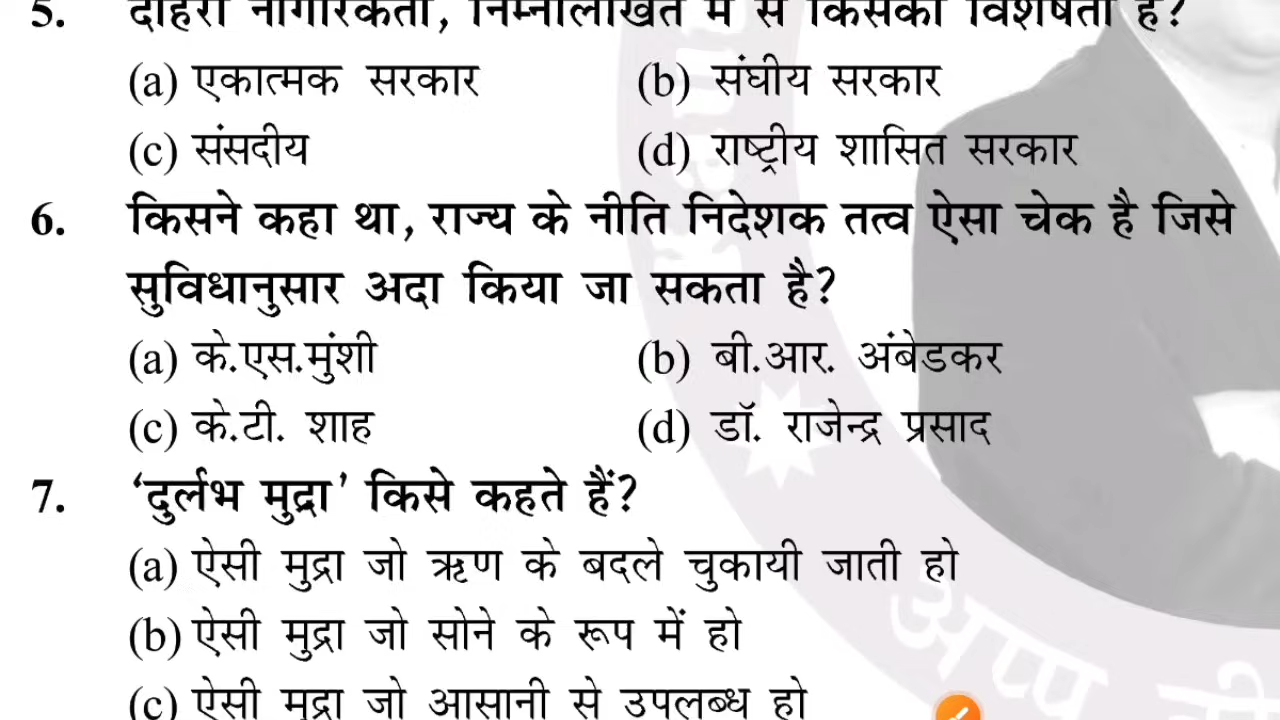 5. दोहरी नागरिकता, निम्नलिखित में से किसकी विशेषता है?
(a) एकात्मक सरकार (b) संघीय सरकार
(c) संसदीय (d) राष्ट्रीय शासित सरकार
6. किसने कहा था, राज्य के नीति निदेशक तत्व ऐसा चेक है जिसे
सुविधानुसार अदा किया जा सकता है?
(a) के.एस.मुंशी (b) बी.आर. अंबेडकर
(c) के.टी. शाह (d) डॉ. राजेन्द्र प्रसाद
7. ‘दुर्लभ मुद्रा’ किसे कहते हैं?
(a) ऐसी मुद्रा जो ऋण के बदले चुकायी जाती हो
(b) ऐसी मुद्रा जो सोने के रूप में हो
(c) ऐसी मुद्रा जो आसानी से उपलब्ध हो